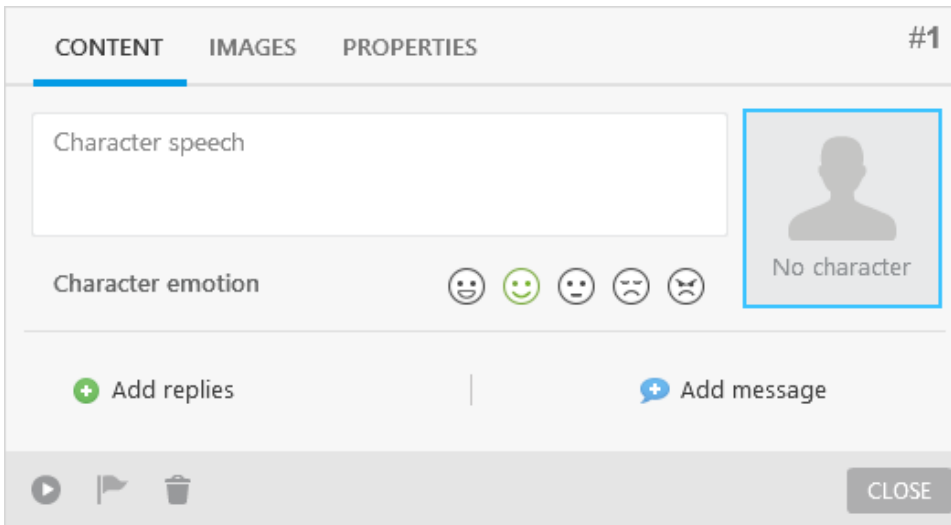 CONTENT IMAGES PROPERTIES #1
Character speech
No character
Character emotion
Add replies Add message
CLOSE